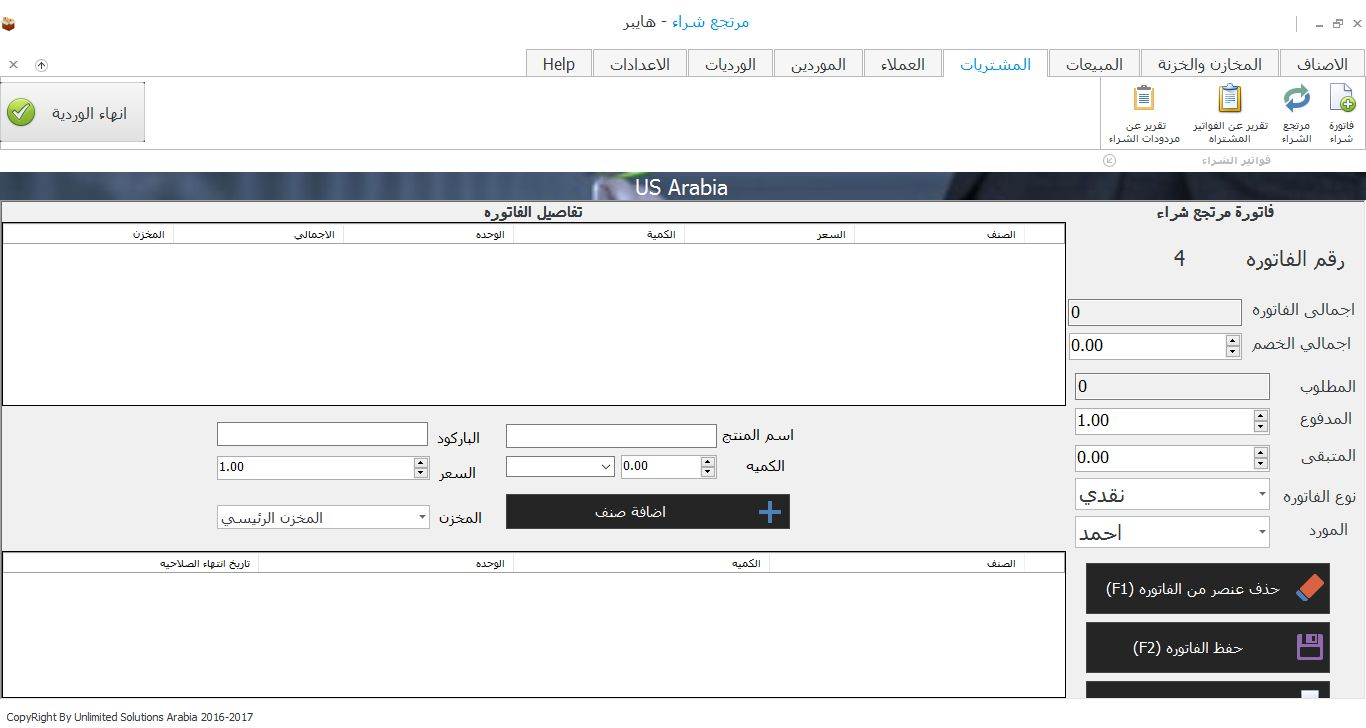 مرتجع شراء - هايبر
الاصناف
المخازن والخزنة
المبيعات
المشتريات
العملاء
الموردين
الورديات
الاعدادات
Help
فاتورة
شراء
مرتجع
الشراء
تقرير عن الفواتير
المشتراه
تقرير عن
مردودات الشراء
انهاء الوردية
فواتير الشراء
US Arabia
فاتورة مرتجع شراء
رقم الفاتوره 4
اجمالى الفاتوره 0
اجمالي الخصم 0.00
المطلوب 0
المدفوع 1.00
المتبقى 0.00
نوع الفاتوره نقدي
المورد احمد
حذف عنصر من الفاتوره (F1)
حفظ الفاتوره (F2)
تفاصيل الفاتوره
الصنف السعر الكمية الوحده الاجمالي المخزن
اسم المنتج الباركود
الكميه 0.00 السعر 1.00
اضافة صنف المخزن المخزن الرئيسي
الصنف الكميه الوحده تاريخ انتهاء الصلاحيه
CopyRight By Unlimited Solutions Arabia 2016-2017